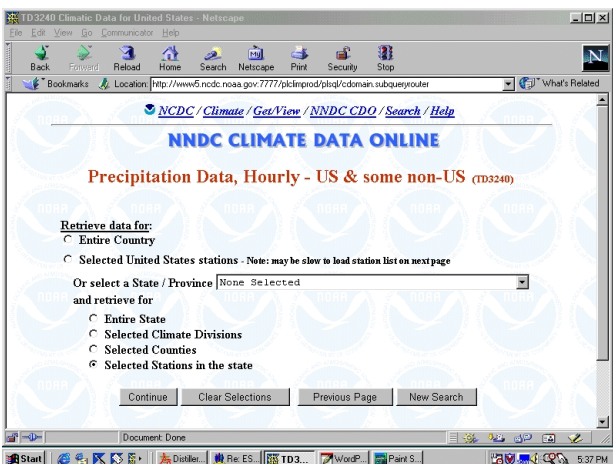 TD3240 Climatic Data for United States - Netscape
File Edit View Go Communicator Help
Back Forward Reload Home Search Netscape Print Security Stop
My
N
Bookmarks Location: http://www5.ncdc.noaa.gov:7777/plclimprod/plsql/cdomain.subqueryouter What's Related
NCDC / Climate / Get/View / NNDC CDO / Search / Help
NNDC CLIMATE DATA ONLINE
Precipitation Data, Hourly - US & some non-US (TD3240)
Retrieve data for:
Entire Country
Selected United States stations - Note: may be slow to load station list on next page
Or select a State / Province None Selected
and retrieve for
Entire State
Selected Climate Divisions
Selected Counties
Selected Stations in the state
Continue Clear Selections Previous Page New Search
Document: Done
Start Distiller... Re: ES... TD3... WordP... Paint S... 5:37 PM